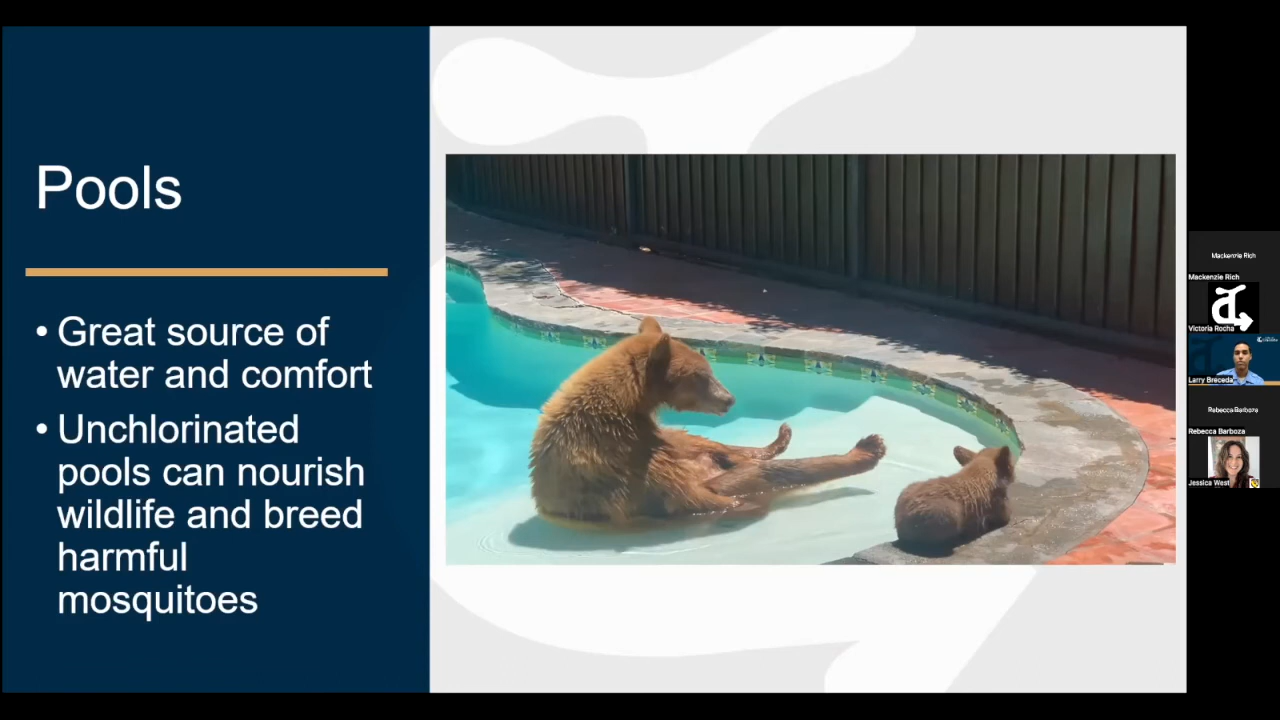 Pools
• Great source of
water and comfort
• Unchlorinated
pools can nourish
wildlife and breed
harmful
mosquitoes
Mackenzie Rich
Mackenzie Rich
Victoria Rocha
Larry Breceda
Rebecca Barboza
Rebecca Barboza
Jessica West